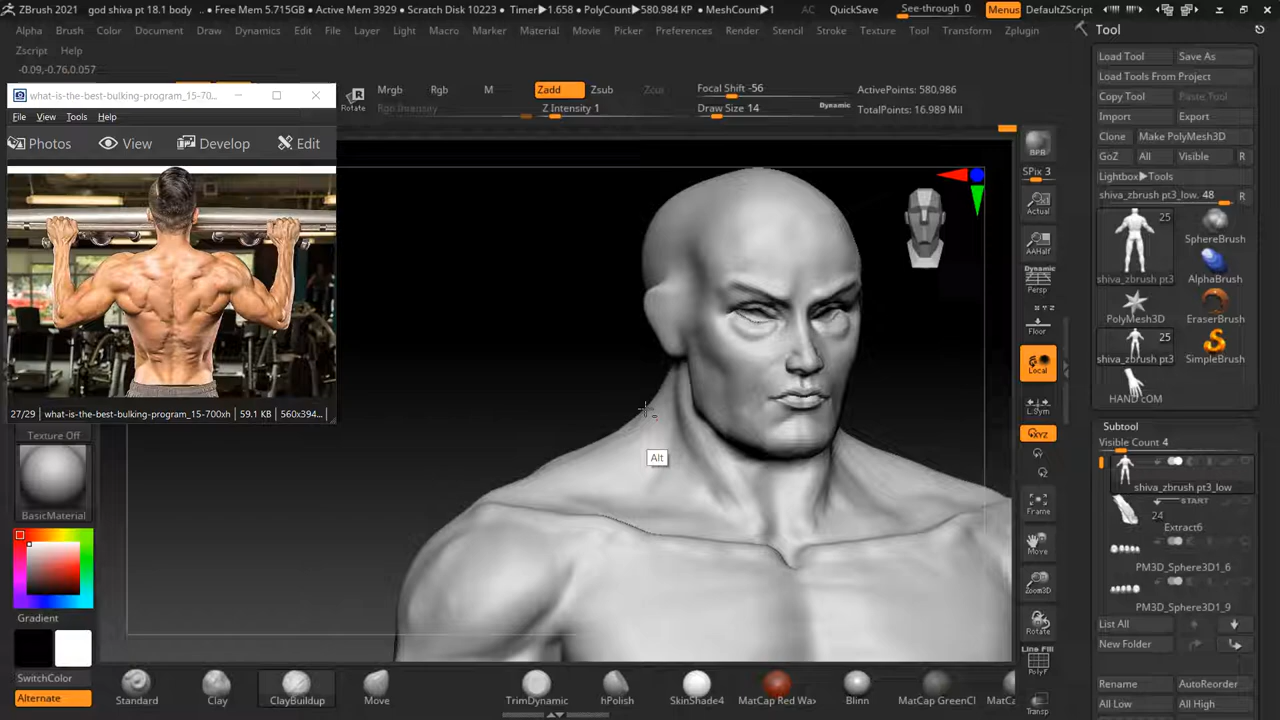 ZBrush 2021 god shiva pt 18.1 body .. • Free Mem 5.715GB • Active Mem 3929 • Scratch Disk 10223 • Timer▶1.658 • PolyCount▶580.984 KP • MeshCount▶1 AC QuickSave See-through 0 Menus DefaultZScript
Alpha Brush Color Document Draw Dynamics Edit File Layer Light Macro Marker Material Movie Picker Preferences Render Stencil Stroke Texture Tool Transform Zplugin
Zscript Help
-0.09,-0.76,0.057
what-is-the-best-bulking-program_15-70...
File View Tools Help
Photos View Develop Edit
27/29 what-is-the-best-bulking-program_15-700xh 59.1 KB 560x394...
Rotate
Mrgb Rgb M
Rgb Intensity
Zadd Zsub Zcut
Z Intensity 1
Focal Shift -56
Draw Size 14
Dynamic
ActivePoints: 580,986
TotalPoints: 16.989 Mil
Texture Off
BasicMaterial
Gradient
SwitchColor
Alternate
Alt
BPR
SPix 3
Actual
AAHalf
Dynamic
Persp
X Y Z
Floor
Local
L.Sym
XYZ
Frame
Move
Zoom3D
Rotate
Line Fill
PolyF
Transp
Tool
Load Tool Save As
Load Tools From Project
Copy Tool Paste Tool
Import Export
Clone Make PolyMesh3D
GoZ All Visible R
Lightbox▶Tools
shiva_zbrush pt3_low. 48 R
25
shiva_zbrush pt3
SphereBrush
AlphaBrush
PolyMesh3D
EraserBrush
25
shiva_zbrush pt3
SimpleBrush
HAND cOM
Subtool
Visible Count 4
shiva_zbrush pt3_low
START
24
Extract6
PM3D_Sphere3D1_6
PM3D_Sphere3D1_9
List All
New Folder
Rename AutoReorder
All Low All High
Standard Clay ClayBuildup Move TrimDynamic hPolish SkinShade4 MatCap Red Wax Blinn MatCap GreenCl MatCa